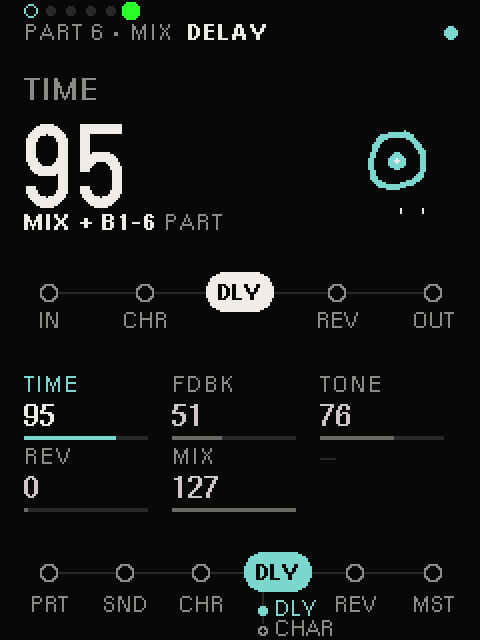 PART 6 · MIX DELAY
TIME
95
MIX + B1-6 PART
DLY
IN CHR REV OUT
TIME FDBK TONE
95 51 76
REV MIX —
0 127
DLY
PRT SND CHR DLY REV MST
CHAR